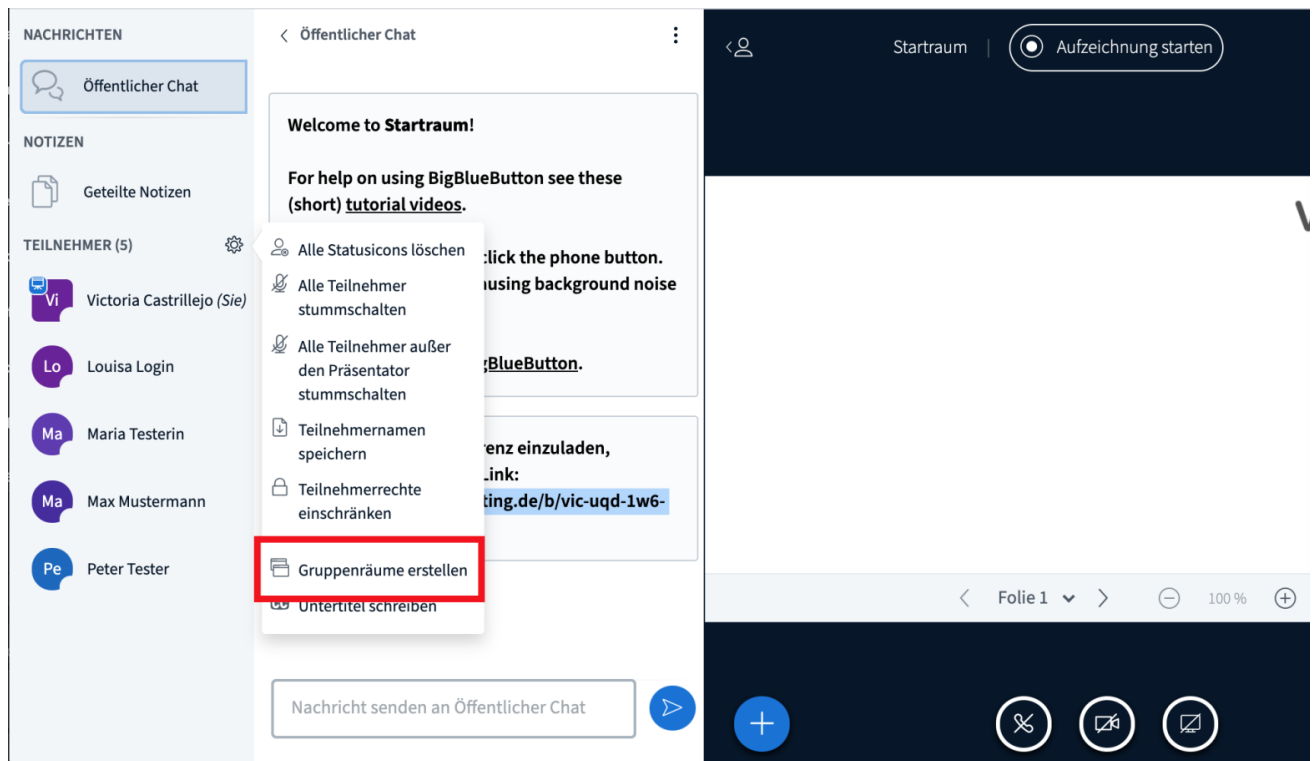 NACHRICHTEN
Öffentlicher Chat
NOTIZEN
Geteilte Notizen
TEILNEHMER (5)
Vi Victoria Castrillejo (Sie)
Lo Louisa Login
Ma Maria Testerin
Ma Max Mustermann
Pe Peter Tester
Öffentlicher Chat
Welcome to Startraum!
For help on using BigBlueButton see these
(short) tutorial videos.
click the phone button.
using background noise
BlueButton.
einzuladen,
Link:
ting.de/b/vic-uqd-1w6-
Alle Statusicons löschen
Alle Teilnehmer
stummschalten
Alle Teilnehmer außer
den Präsentator
stummschalten
Teilnehmernamen
speichern
Teilnehmerrechte
einschränken
Gruppenräume erstellen
Untertitel schreiben
Nachricht senden an Öffentlicher Chat
Startraum | Aufzeichnung starten
Folie 1
100 %